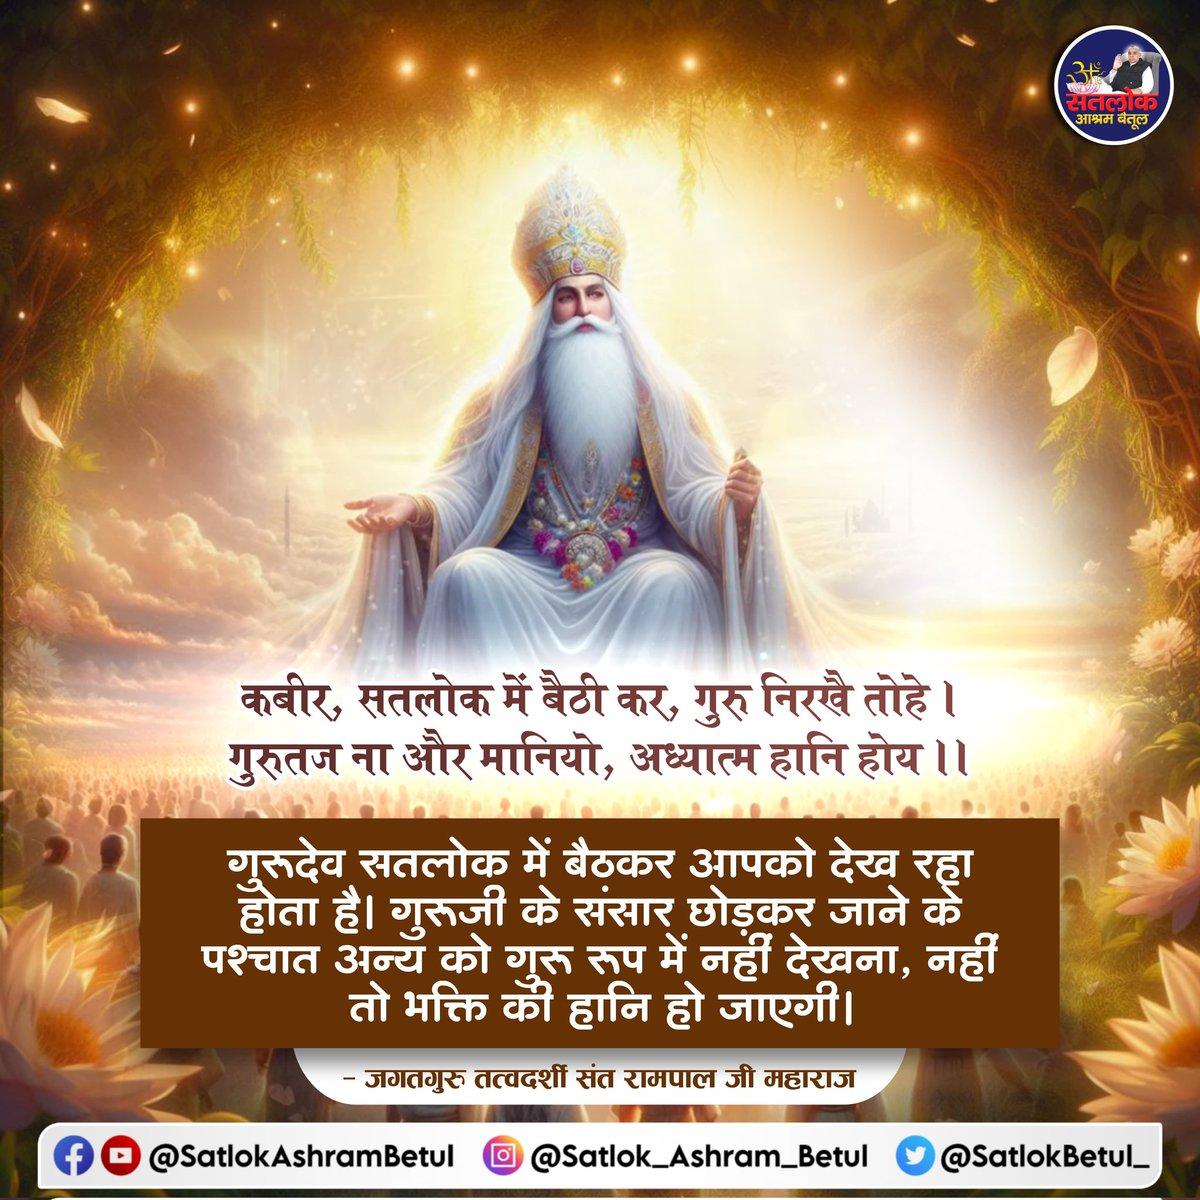 सतलोक
आश्रम बैतूल
कबीर, सतलोक में बैठी कर, गुरु निरखै तोहे ।
गुरुतज ना और मानियो, अध्यात्म हानि होय ।।
गुरूदेव सतलोक में बैठकर आपको देख रहा
होता है। गुरूजी के संसार छोड़कर जाने के
पश्चात अन्य को गुरू रूप में नहीं देखना, नहीं
तो भक्ति की हानि हो जाएगी।
- जगतगुरु तत्वदर्शी संत रामपाल जी महाराज
@SatlokAshramBetul @Satlok_Ashram_Betul @SatlokBetul_